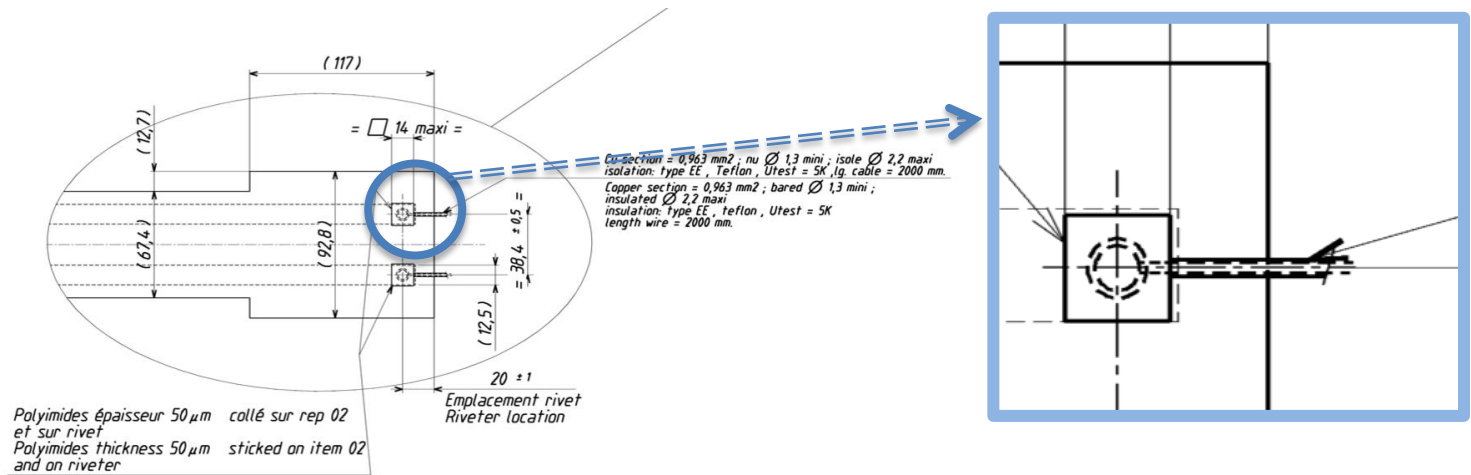 (117)
(12,7)
= □ 14 maxi =
Cu section = 0,963 mm2 ; nu Ø 1,3 mini ; isole Ø 2,2 maxi
isolation: type EE , Teflon , Utest = 5K ,lg. cable = 2000 mm.
Copper section = 0,963 mm2 ; bared Ø 1,3 mini ;
insulated Ø 2,2 maxi
insulation: type EE , teflon , Utest = 5K
length wire = 2000 mm.
(67,4)
(92,8)
= 38,4 ± 0,5 =
(12,5)
20 ± 1
Emplacement rivet
Riveter location
Polyimides épaisseur 50 µm collé sur rep 02
et sur rivet
Polyimides thickness 50 µm sticked on item 02
and on riveter